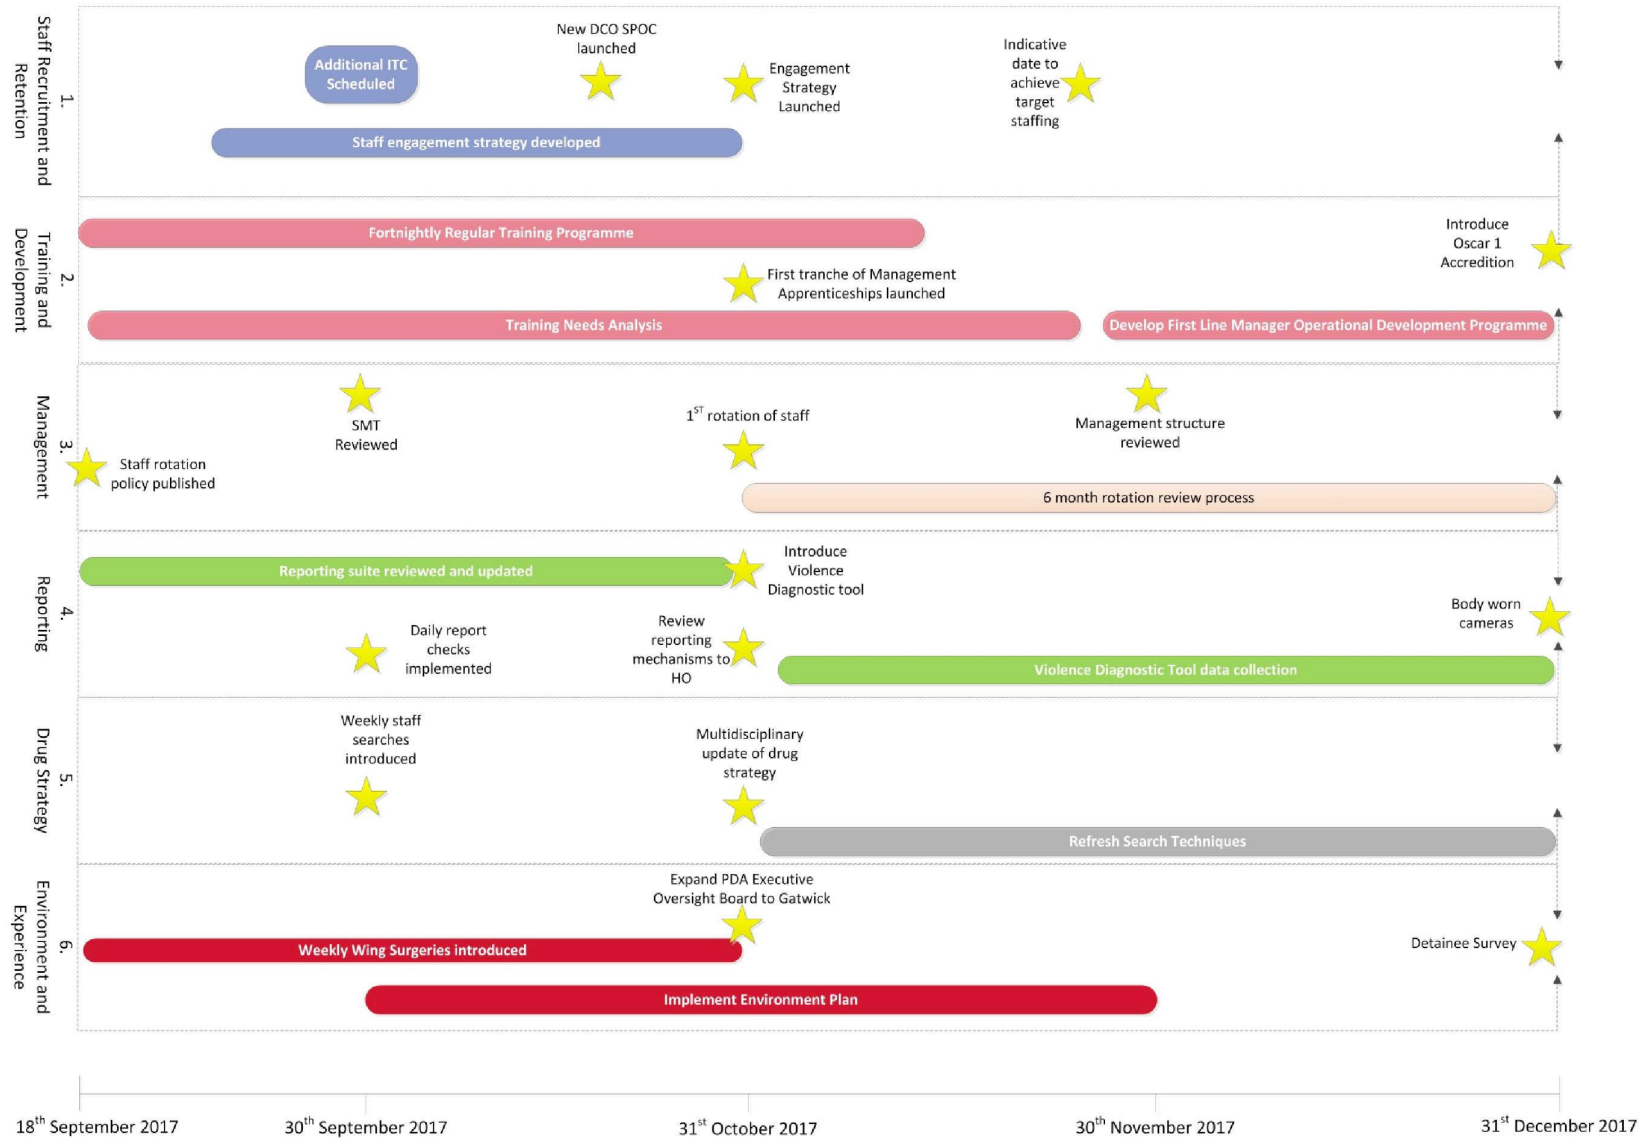 Staff Recruitment and
Retention
1.
Additional ITC
Scheduled
New DCO SPOC
launched
Engagement
Strategy
Launched
Indicative
date to
achieve
target
staffing
Staff engagement strategy developed
Training and
Development
2.
Fortnightly Regular Training Programme
First tranche of Management
Apprenticeships launched
Introduce
Oscar 1
Accredition
Training Needs Analysis
Develop First Line Manager Operational Development Programme
Management
3.
Staff rotation
policy published
SMT
Reviewed
1ST rotation of staff
Management structure
reviewed
6 month rotation review process
Reporting
4.
Reporting suite reviewed and updated
Introduce
Violence
Diagnostic tool
Daily report
checks
implemented
Review
reporting
mechanisms to
HO
Body worn
cameras
Violence Diagnostic Tool data collection
Drug Strategy
5.
Weekly staff
searches
introduced
Multidisciplinary
update of drug
strategy
Refresh Search Techniques
Environment and
Experience
6.
Expand PDA Executive
Oversight Board to Gatwick
Weekly Wing Surgeries introduced
Detainee Survey
Implement Environment Plan
18th September 2017
30th September 2017
31st October 2017
30th November 2017
31st December 2017